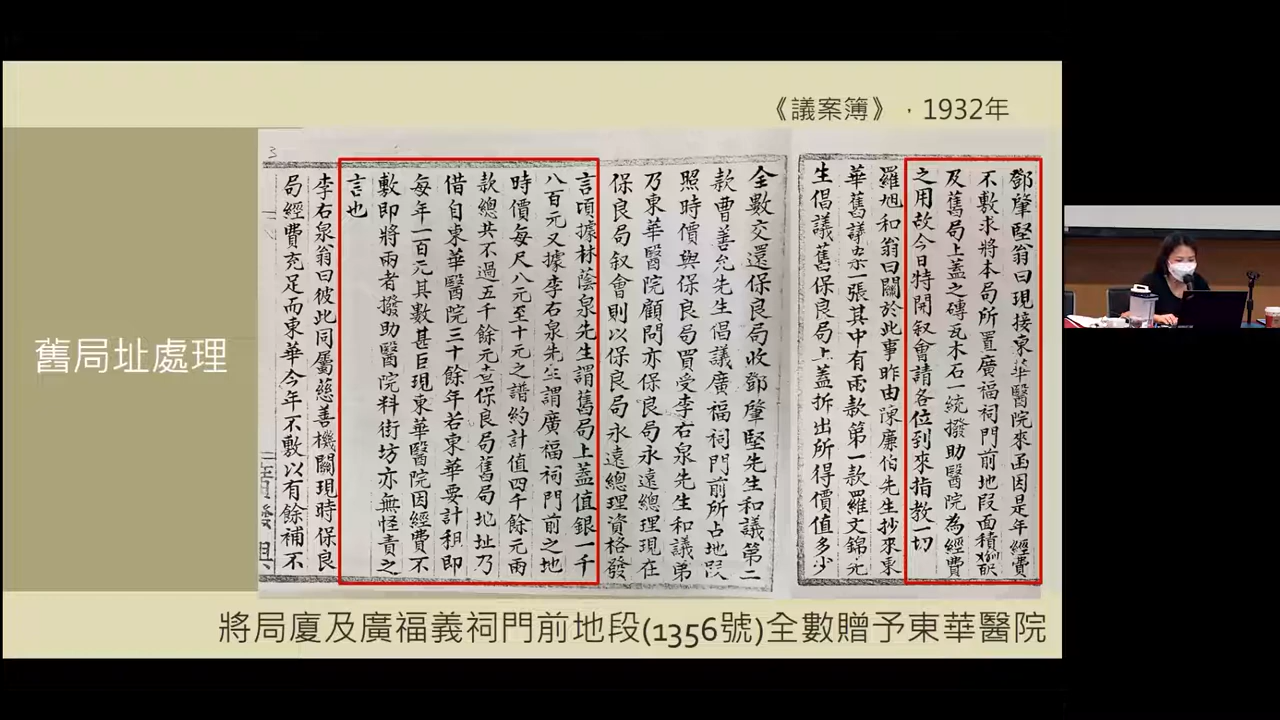 《議案簿》，1932年
舊局址處理
鄧肇堅翁曰現接東華醫院來函因是年經費
不敷求將本局所置廣福祠門前地段面積
及舊局上盖之磚瓦木石一統撥助醫院為經費
之用故今日特開叙會請各位到來指教一切
羅旭和翁曰關於此事昨由陳廉伯先生抄來東
華舊議案一張其中有兩款第一款羅文錦先
生倡議舊保良局上盖拆出所得價值多少
全數交還保良局收鄧肇堅先生和議第二
款曹善允先生倡議廣福祠門前所占地段
照時價與保良局買受李右泉先生和議弟
乃東華醫院顧問亦保良局永遠總理現在
保良局叙會則以保良局永遠總理資格發
言頃據林蔭泉先生謂舊局上盖值銀一千
八百元又據李右泉先生謂廣福祠門前之地
時價每尺八元至十元之譜約計值四千餘元兩
款總共不過五千餘元查保良局舊局地址乃
借自東華醫院三十餘年若東華要計租即
每年一百元其數甚巨現東華醫院因經費不
敷即將兩者撥助醫院料街坊亦無怪責之
言也
李右泉翁曰彼此同屬慈善機關現時保良
局經費充足而東華今年不敷以有餘補不
3
將局廈及廣福義祠門前地段(1356號)全數贈予東華醫院